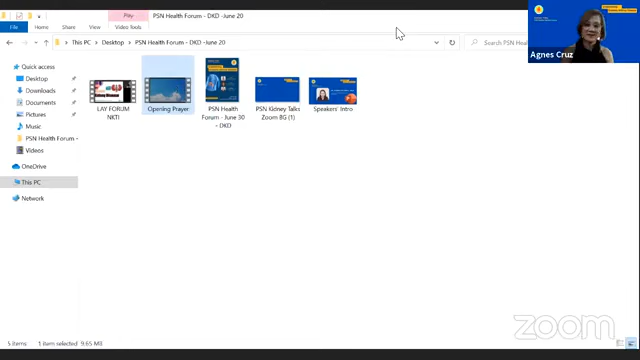 Play
PSN Health Forum - DKD -June 20
File
Home
Share
View
Video Tools
This PC
Desktop
PSN Health Forum - DKD -June 20
Search PSN Health
Agnes Cruz
Quick access
Desktop
Downloads
Documents
Pictures
Music
PSN Health Forum -
Videos
OneDrive
This PC
Network
LAY FORUM
NKTI
Opening Prayer
PSN Health
Forum - June 30
- DKD
PSN Kidney Talks
Zoom BG (1)
Speakers' Intro
5 items
1 item selected 9.65 MB
zoom